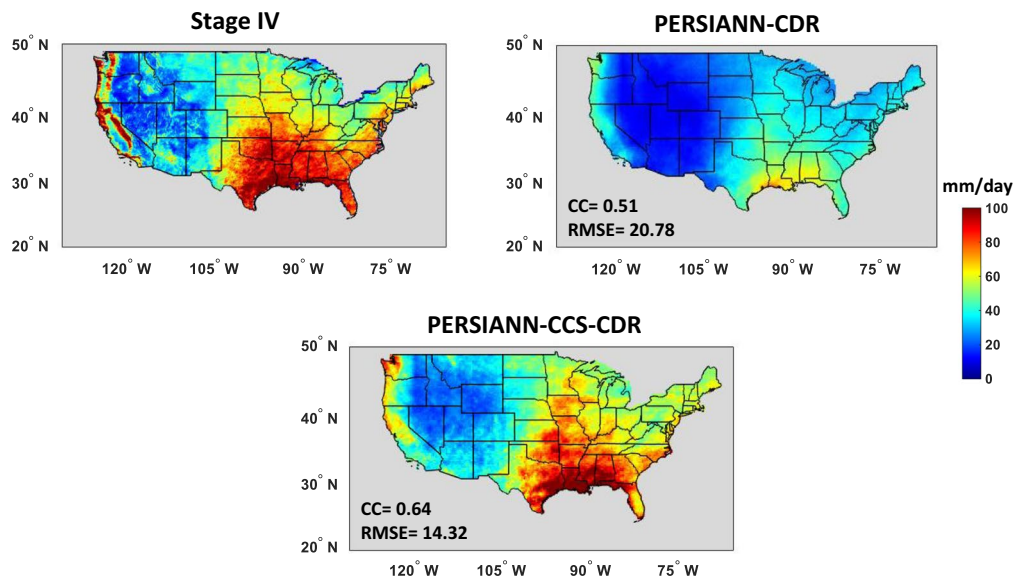 Stage IV
PERSIANN-CDR
50° N
40° N
30° N
20° N
120° W
105° W
90° W
75° W
50° N
40° N
30° N
20° N
CC= 0.51
RMSE= 20.78
120° W
105° W
90° W
75° W
mm/day
100
80
60
40
20
0
PERSIANN-CCS-CDR
50° N
40° N
30° N
20° N
CC= 0.64
RMSE= 14.32
120° W
105° W
90° W
75° W